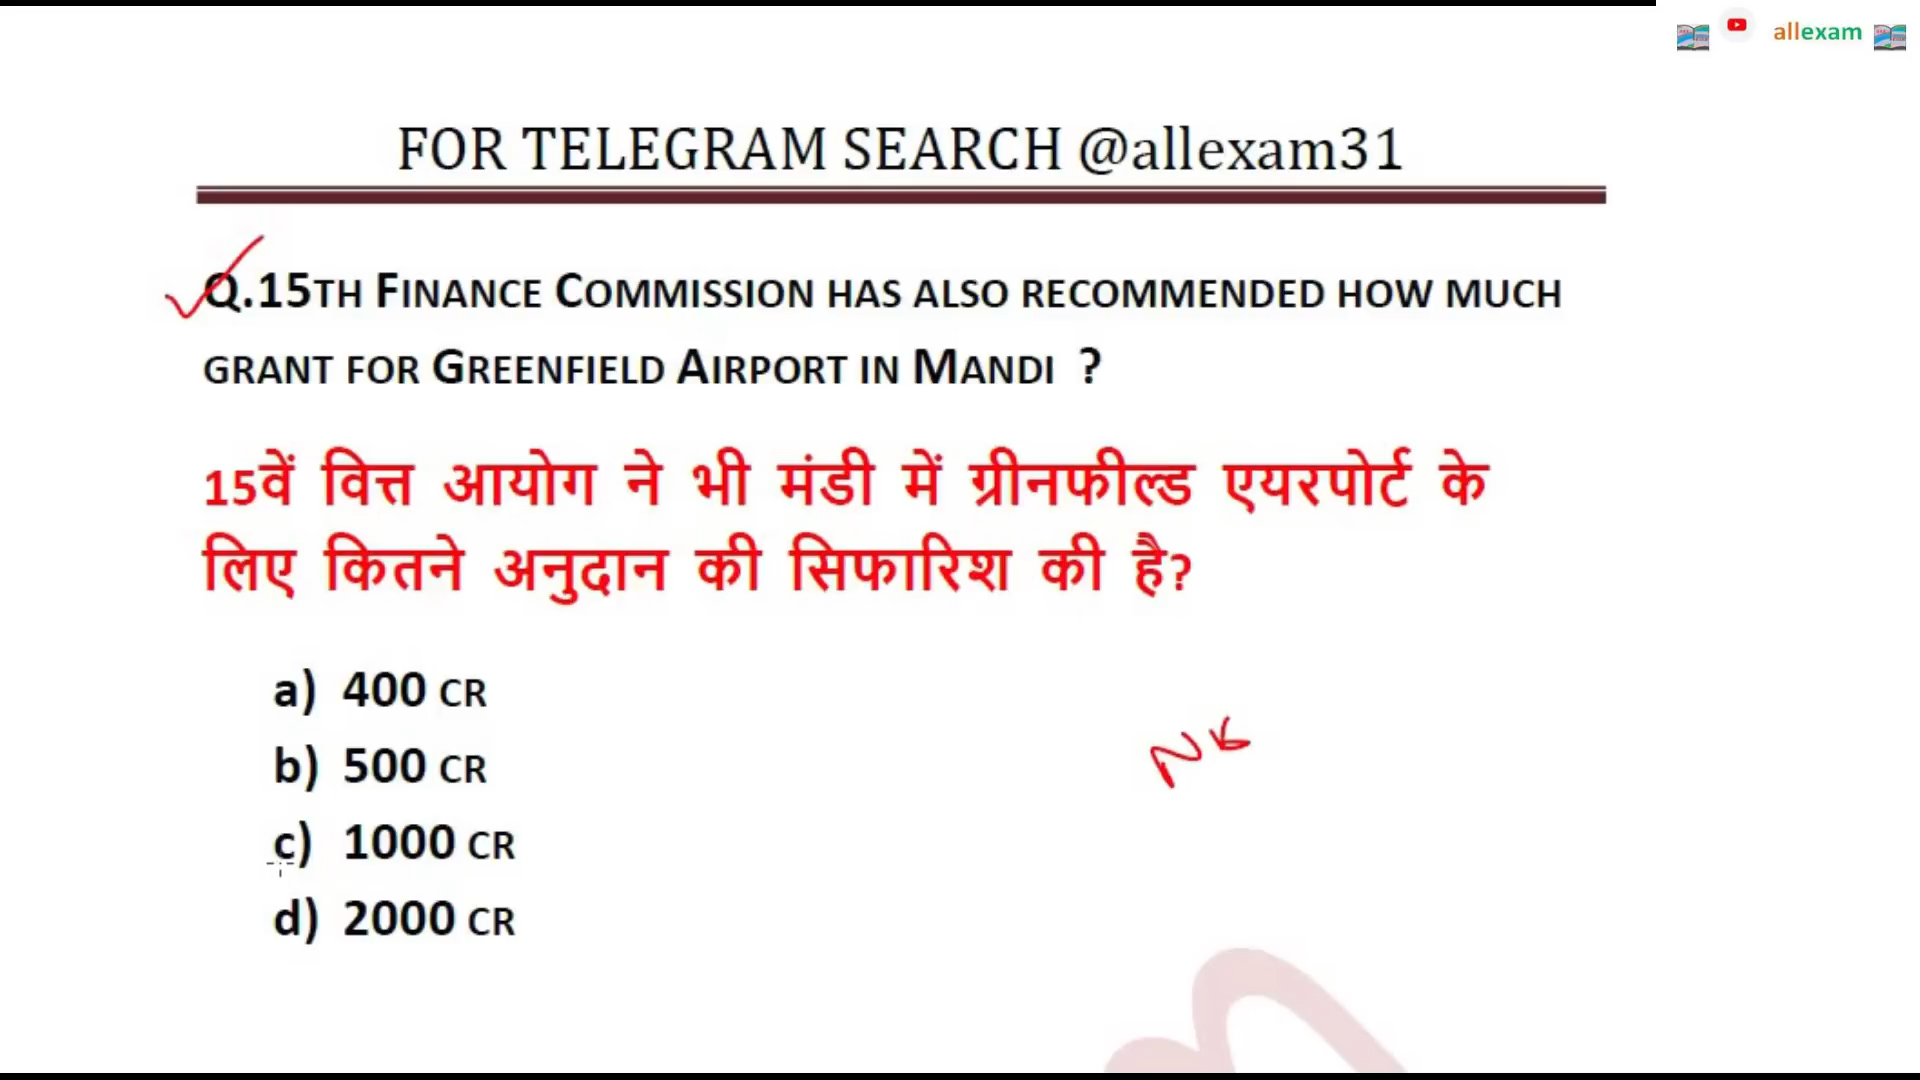 allexam
FOR TELEGRAM SEARCH @allexam31
Q.15TH FINANCE COMMISSION HAS ALSO RECOMMENDED HOW MUCH
GRANT FOR GREENFIELD AIRPORT IN MANDI ?
15वें वित्त आयोग ने भी मंडी में ग्रीनफील्ड एयरपोर्ट के
लिए कितने अनुदान की सिफारिश की है?
a) 400 CR
b) 500 CR
c) 1000 CR
d) 2000 CR